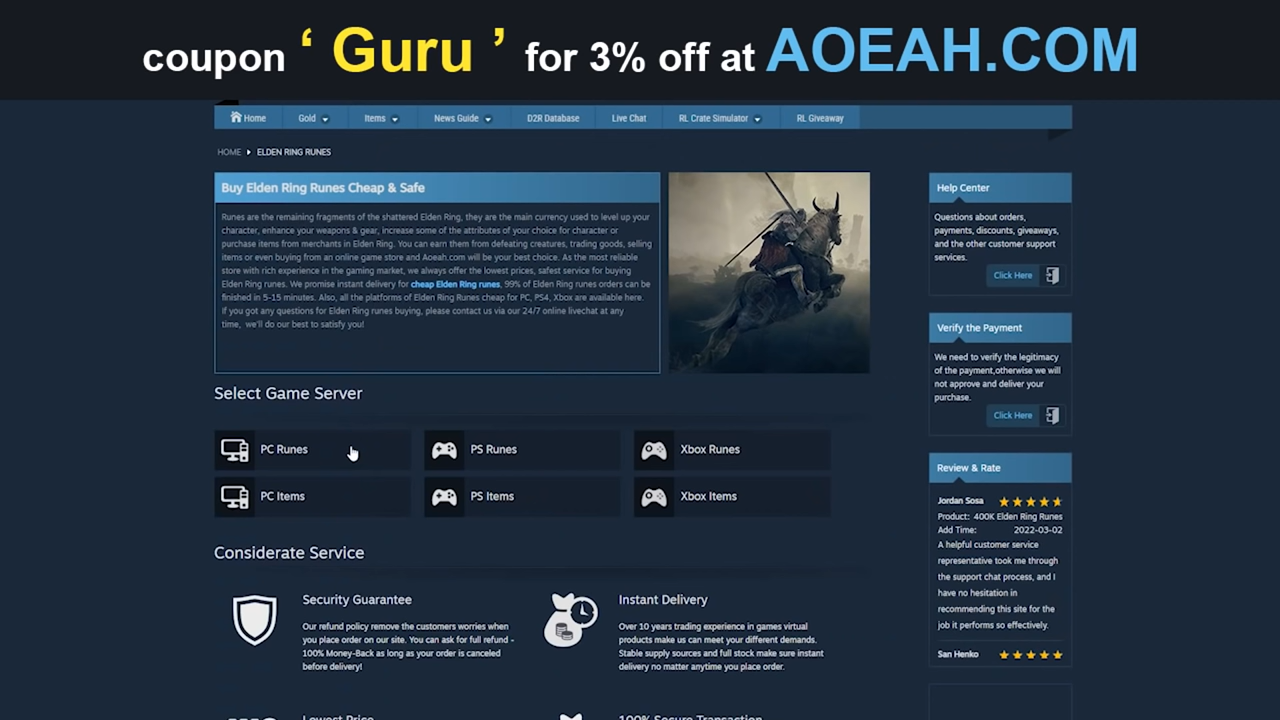 coupon ‘ Guru ’ for 3% off at AOEAH.COM
Home Gold Items News Guide D2R Database Live Chat RL Crate Simulator RL Giveaway
HOME ELDEN RING RUNES
Buy Elden Ring Runes Cheap & Safe
Runes are the remaining fragments of the shattered Elden Ring, they are the main currency used to level up your
character, enhance your weapons & gear, increase some of the attributes of your choice for character or
purchase items from merchants in Elden Ring. You can earn them from defeating creatures, trading goods, selling
items or even buying from an online game store and Aoeah.com will be your best choice. As the most reliable
store with rich experience in the gaming market, we always offer the lowest prices, safest service for buying
Elden Ring runes. We promise instant delivery for cheap Elden Ring runes, 99% of Elden Ring runes orders can be
finished in 5-15 minutes. Also, all the platforms of Elden Ring Runes cheap for PC, PS4, Xbox are available here.
If you got any questions for Elden Ring runes buying, please contact us via our 24/7 online livechat at any
time, we'll do our best to satisfy you!
Select Game Server
PC Runes PS Runes Xbox Runes
PC Items PS Items Xbox Items
Considerate Service
Security Guarantee
Our refund policy remove the customers worries when
you place order on our site. You can ask for full refund -
100% Money-Back as long as your order is canceled
before delivery!
Instant Delivery
Over 10 years trading experience in games virtual
products make us can meet your different demands.
Stable supply sources and full stock make sure instant
delivery no matter anytime you place order.
Lowest Price
100% Secure Transaction
Help Center
Questions about orders,
payments, discounts, giveaways,
and the other customer support
services.
Click Here
Verify the Payment
We need to verify the legitimacy
of the payment,otherwise we will
not approve and deliver your
purchase.
Click Here
Review & Rate
Jordan Sosa
Product: 400K Elden Ring Runes
Add Time: 2022-03-02
A helpful customer service
representative took me through
the support chat process, and I
have no hesitation in
recommending this site for the
job it performs so effectively.
San Henko